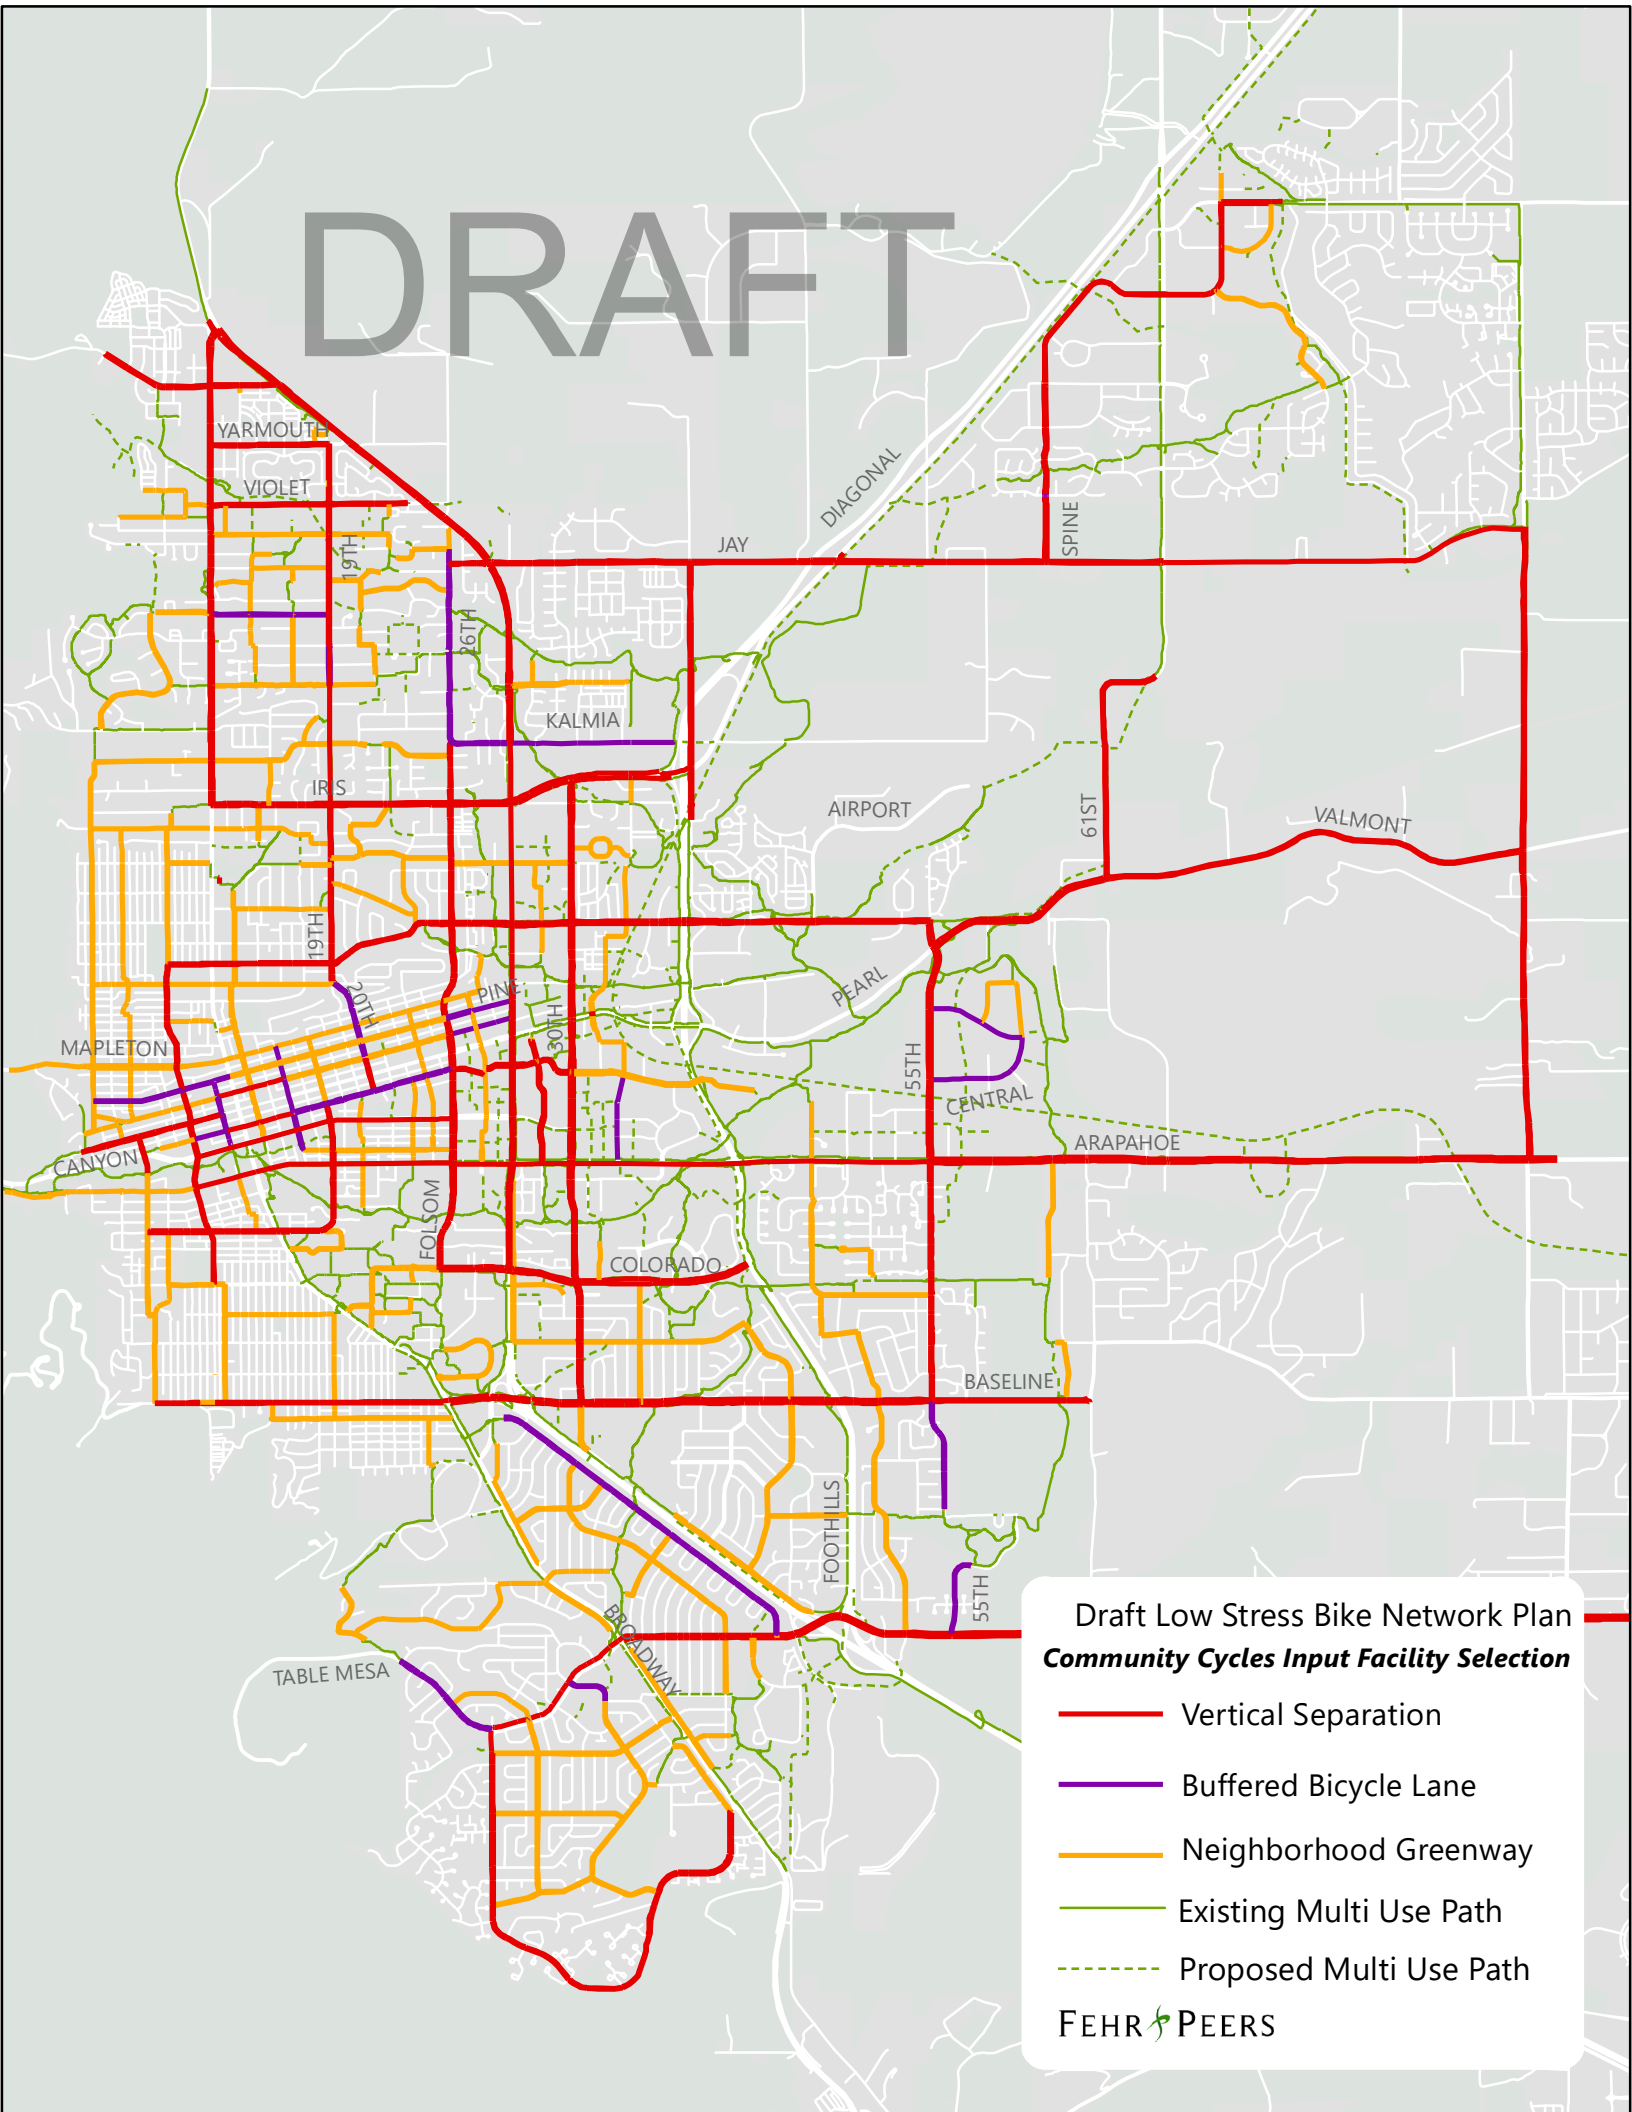 DRAFT
YARMOUTH
VIOLET
DIAGONAL
SPINE
19TH
JAY
26TH
KALMIA
IRIS
AIRPORT
61ST
VALMONT
19TH
20TH
PINE
PEARL
30TH
MAPLETON
55TH
CENTRAL
CANYON
ARAPAHOE
FOLSOM
COLORADO
BASELINE
FOOTHILLS
55TH
BROADWAY
TABLE MESA
Draft Low Stress Bike Network Plan
Community Cycles Input Facility Selection
Vertical Separation
Buffered Bicycle Lane
Neighborhood Greenway
Existing Multi Use Path
Proposed Multi Use Path
FEHR PEERS